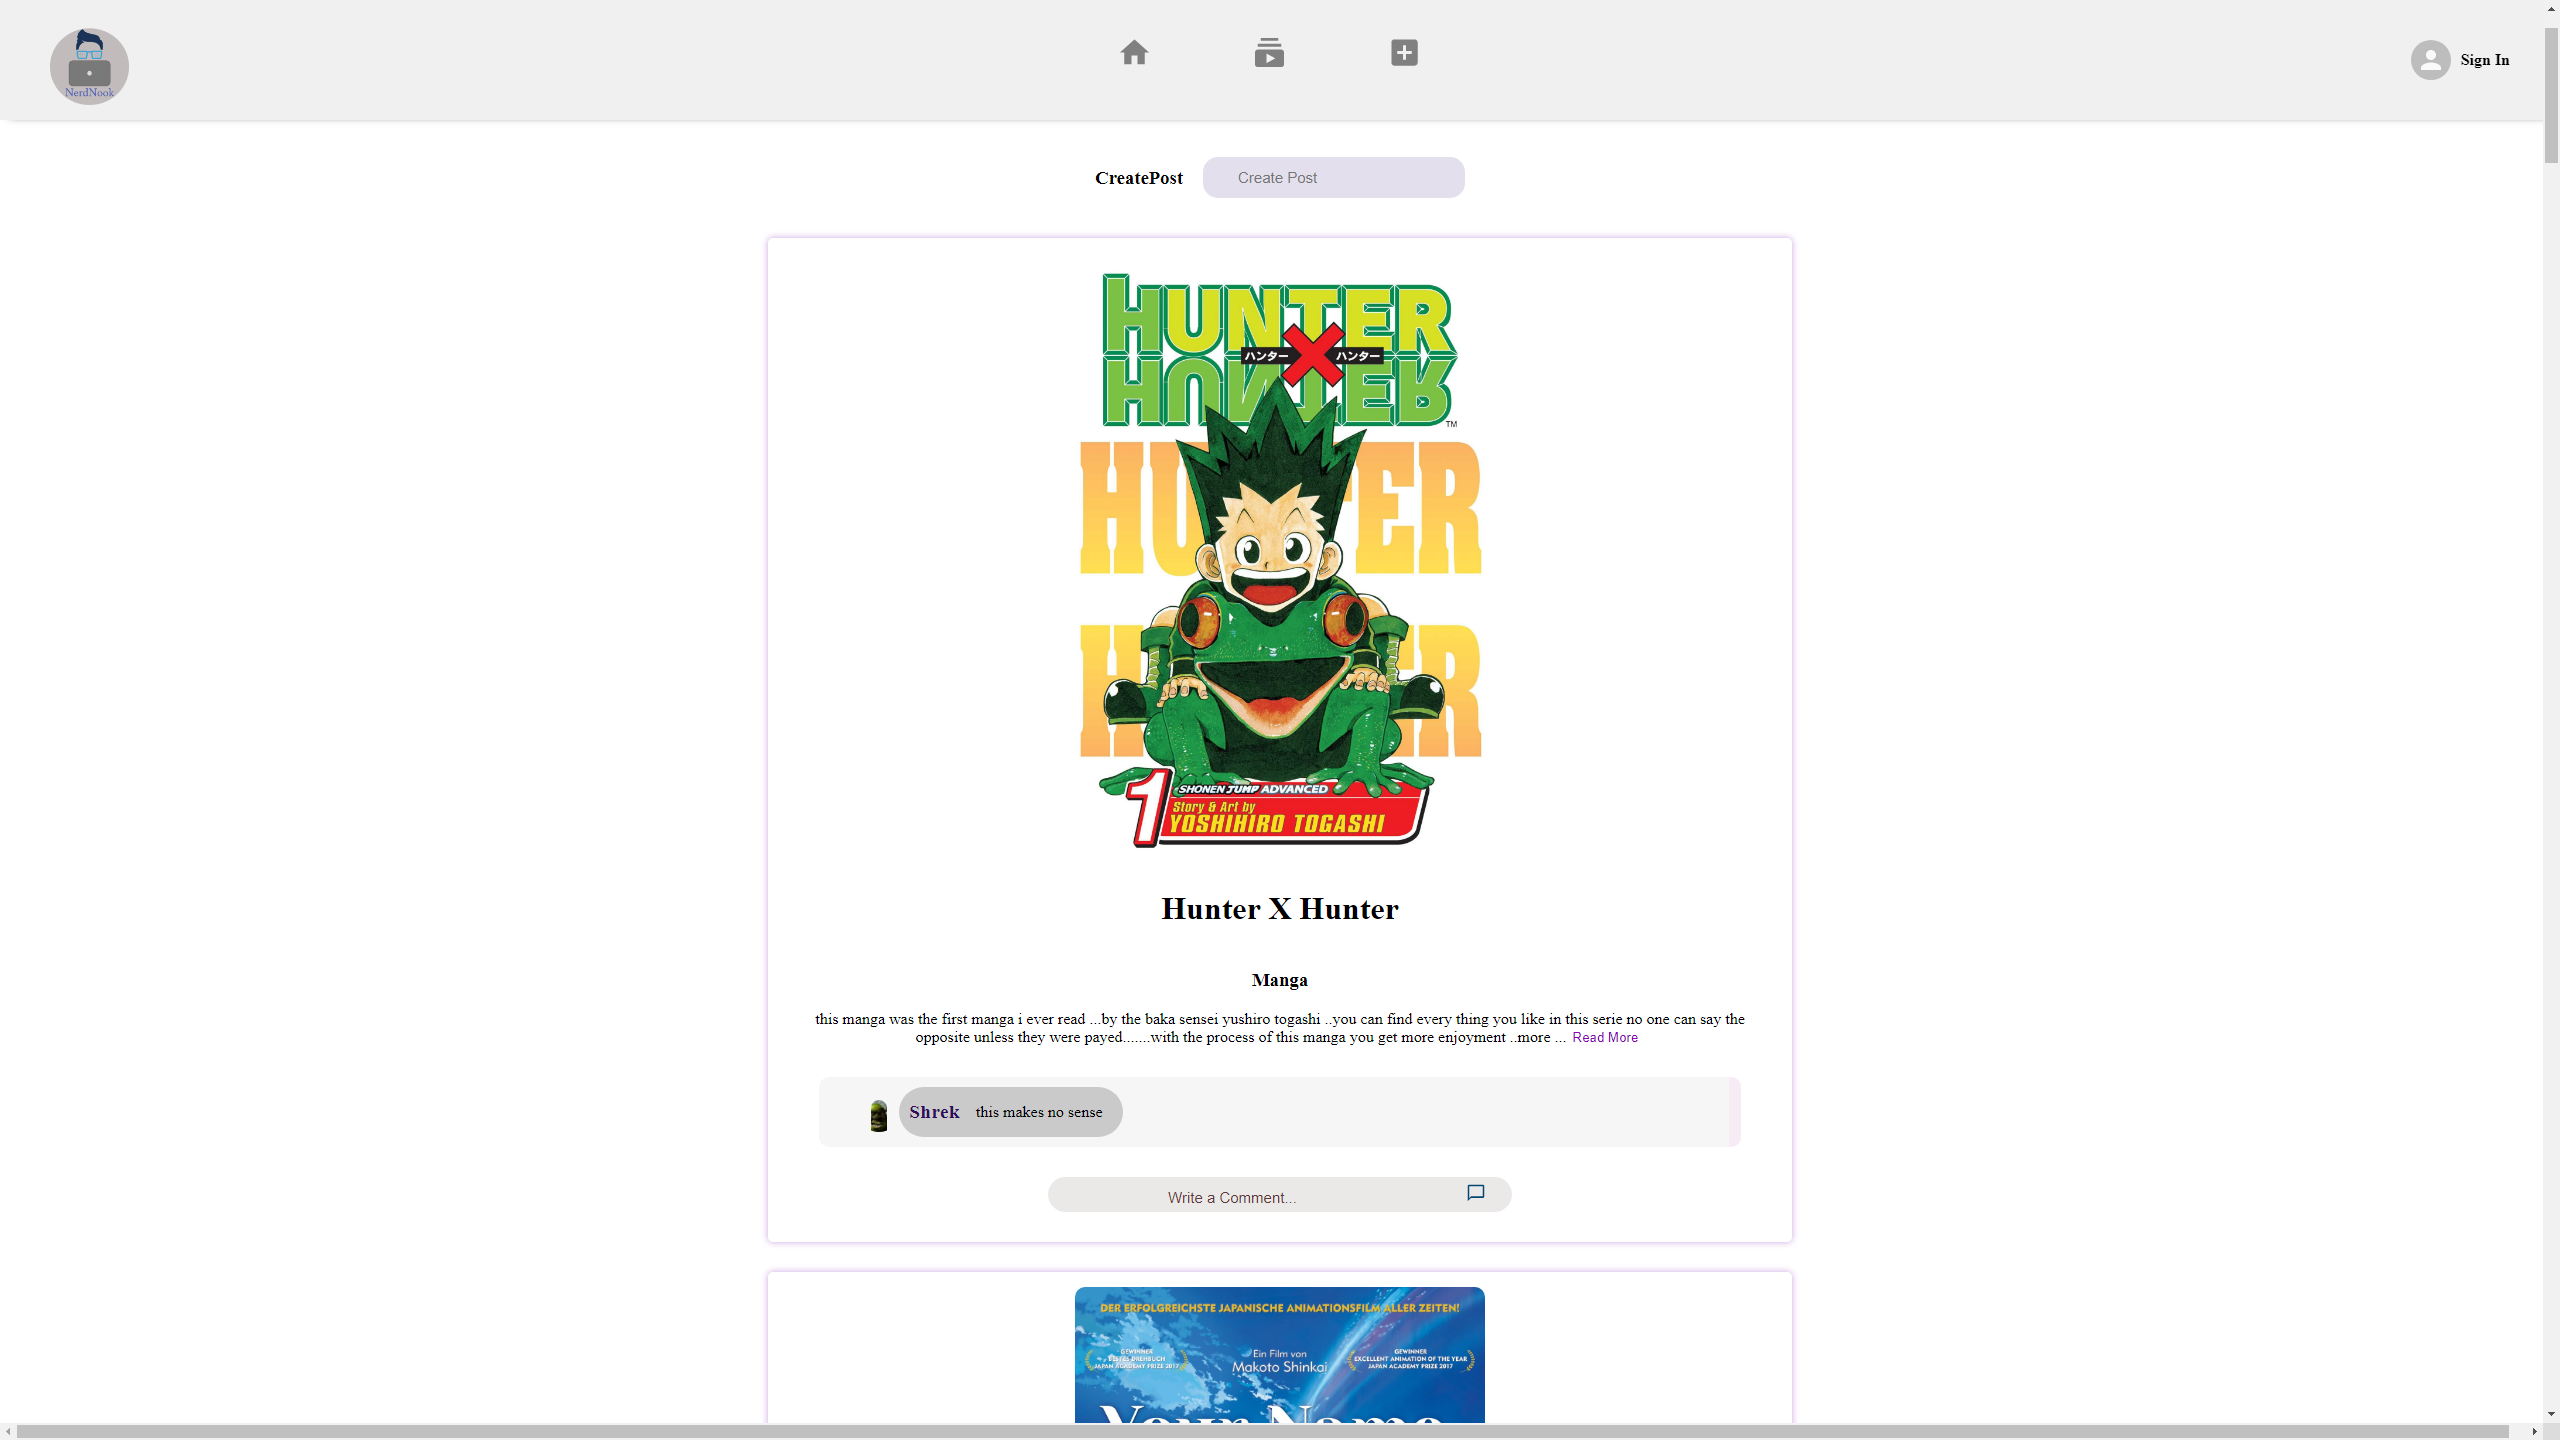 NerdNook
Sign In
CreatePost
Create Post
HUNTER
ハンター X ハンター
HUNTER
TM
HUNTER
HUNTER
1
SHONEN JUMP ADVANCED
Story & Art by
YOSHIHIRO TOGASHI
Hunter X Hunter
Manga
this manga was the first manga i ever read ...by the baka sensei yushiro togashi ..you can find every thing you like in this serie no one can say the
opposite unless they were payed.......with the process of this manga you get more enjoyment ..more ... Read More
Shrek this makes no sense
Write a Comment...
DER ERFOLGREICHSTE JAPANISCHE ANIMATIONSFILM ALLER ZEITEN!
GEWINNER
BESTES DREHBUCH
JAPAN ACADEMY PRIZE 2017
Ein Film von
Makoto Shinkai
GEWINNER
EXCELLENT ANIMATION OF THE YEAR
JAPAN ACADEMY PRIZE 2017
Your Name